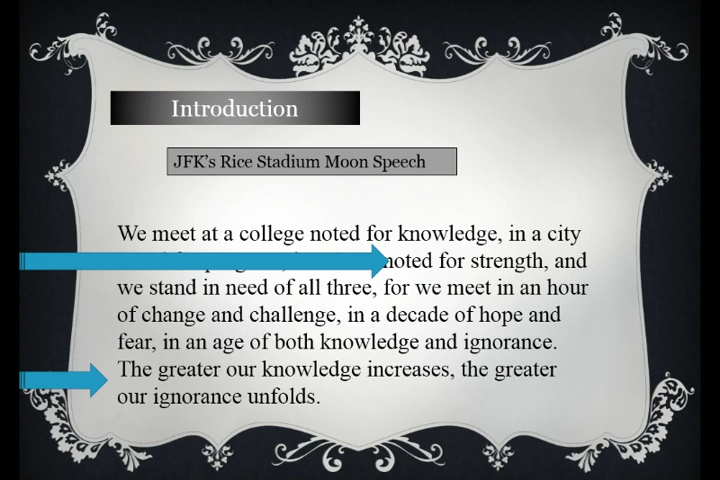 Introduction
JFK's Rice Stadium Moon Speech
We meet at a college noted for knowledge, in a city
noted for strength, and
we stand in need of all three, for we meet in an hour
of change and challenge, in a decade of hope and
fear, in an age of both knowledge and ignorance.
The greater our knowledge increases, the greater
our ignorance unfolds.